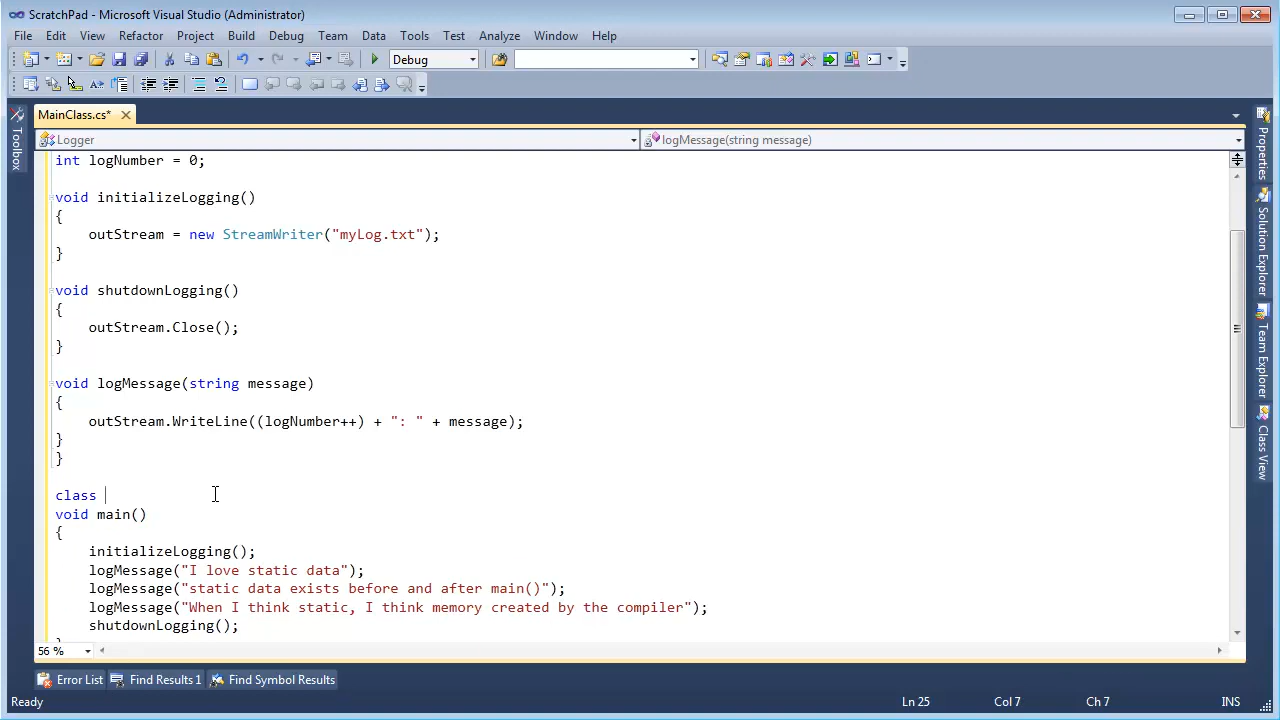 ScratchPad - Microsoft Visual Studio (Administrator)
File Edit View Refactor Project Build Debug Team Data Tools Test Analyze Window Help
Debug
MainClass.cs*
Logger
logMessage(string message)
int logNumber = 0;
void initializeLogging()
{
outStream = new StreamWriter("myLog.txt");
}
void shutdownLogging()
{
outStream.Close();
}
void logMessage(string message)
{
outStream.WriteLine((logNumber++) + ": " + message);
}
}
class
void main()
{
initializeLogging();
logMessage("I love static data");
logMessage("static data exists before and after main()");
logMessage("When I think static, I think memory created by the compiler");
shutdownLogging();
56 %
Toolbox
Properties
Solution Explorer
Team Explorer
Class View
Error List Find Results 1 Find Symbol Results
Ready Ln 25 Col 7 Ch 7 INS